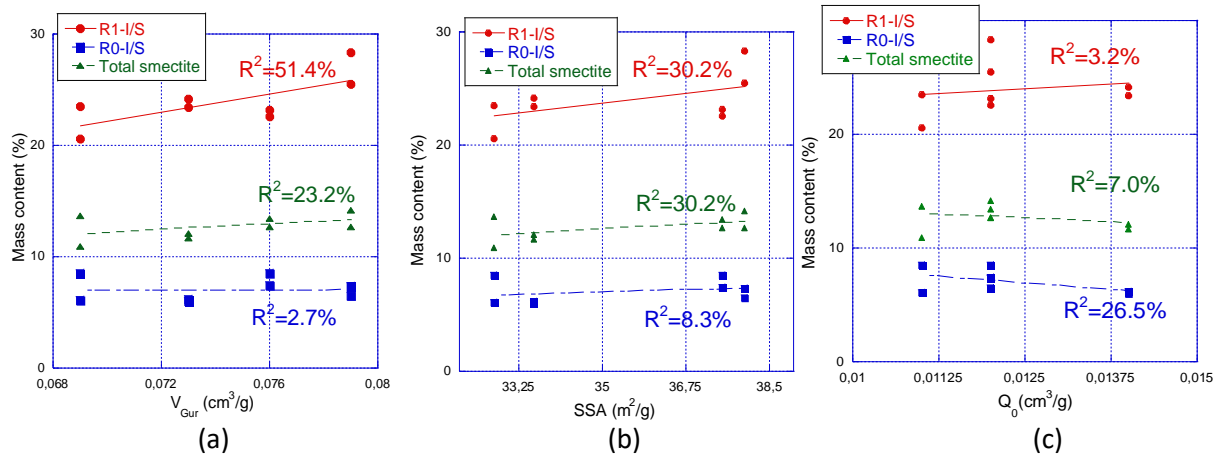 R1-I/S
R0-I/S
Total smectite
R²=51.4%
R²=23.2%
R²=2.7%
30
20
10
0
Mass content (%)
0,068
0,072
0,076
0,08
V_Gur (cm³/g)
(a)
R1-I/S
R0-I/S
Total smectite
R²=30.2%
R²=30.2%
R²=8.3%
30
20
10
0
Mass content (%)
33,25
35
36,75
38,5
SSA (m²/g)
(b)
R1-I/S
R0-I/S
Total smectite
R²=3.2%
R²=7.0%
R²=26.5%
20
10
0
Mass content (%)
0,01
0,01125
0,0125
0,01375
0,015
Q₀(cm³/g)
(c)